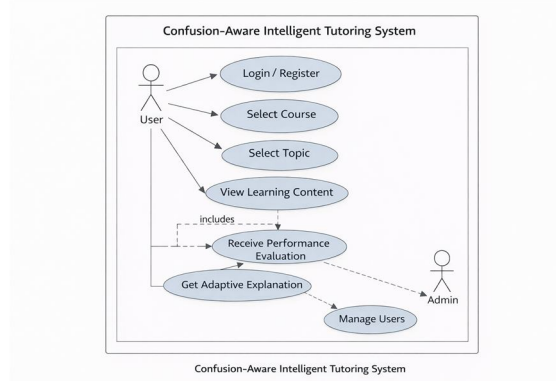 Confusion-Aware Intelligent Tutoring System
Login / Register
User
Select Course
Select Topic
View Learning Content
includes
Receive Performance
Evaluation
Get Adaptive Explanation
Admin
Manage Users
Confusion-Aware Intelligent Tutoring System